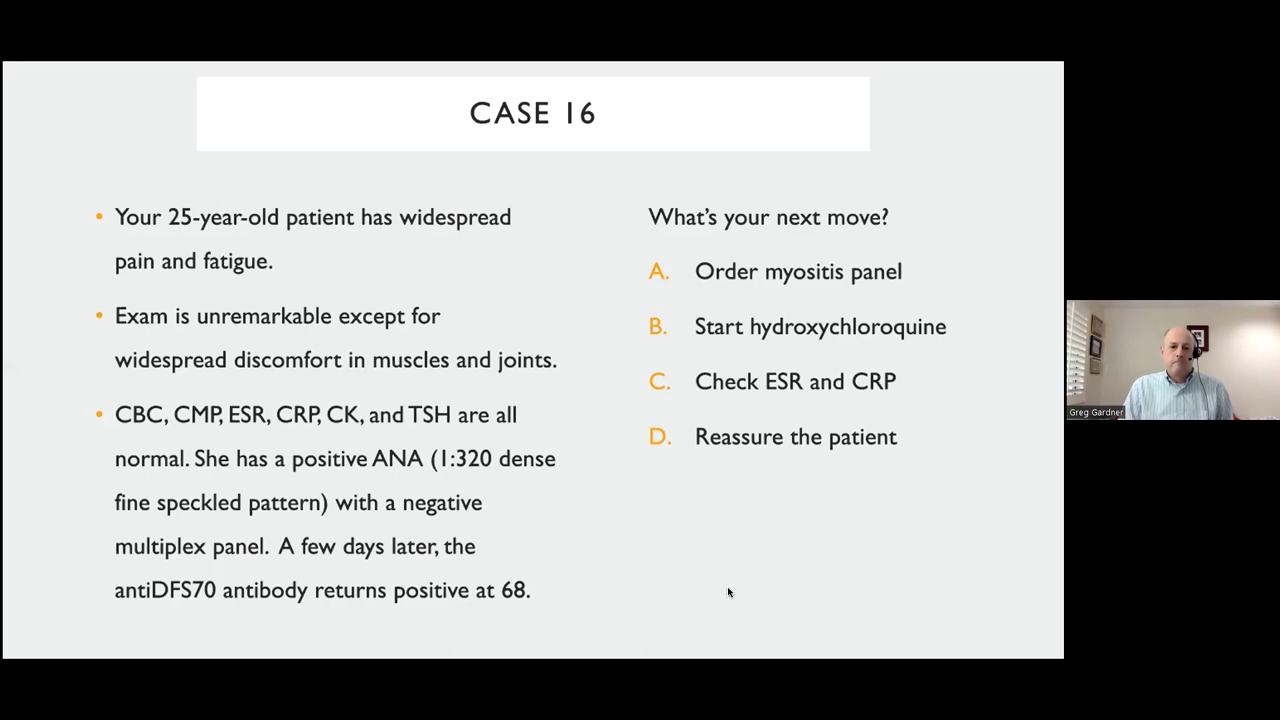 CASE 16
• Your 25-year-old patient has widespread
pain and fatigue.
• Exam is unremarkable except for
widespread discomfort in muscles and joints.
• CBC, CMP, ESR, CRP, CK, and TSH are all
normal. She has a positive ANA (1:320 dense
fine speckled pattern) with a negative
multiplex panel. A few days later, the
antiDFS70 antibody returns positive at 68.
What's your next move?
A. Order myositis panel
B. Start hydroxychloroquine
C. Check ESR and CRP
D. Reassure the patient
Greg Gardner